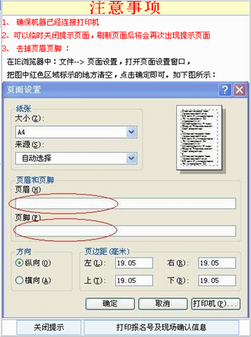 注意事项
1、 确保机器已经连接打印机
2、可以临时关闭提示页面，刷新页面后将会再次出现提示页面
3、 去掉页眉页脚：
在IE浏览器中：文件--> 页面设置，打开页面设置窗口，
把图中红色区域标示的地方清空，点击确定即可。如下图所示：
页面设置
纸张
大小(Z):
A4
来源(S):
自动选择
页眉和页脚
页眉(H)
页脚(F)
方向
纵向(O)
横向(A)
页边距(毫米)
左(L): 19.05 右(R): 19.05
上(T): 19.05 下(B): 19.05
确定 取消 打印机(P)...
关闭提示 打印报名号及现场确认信息